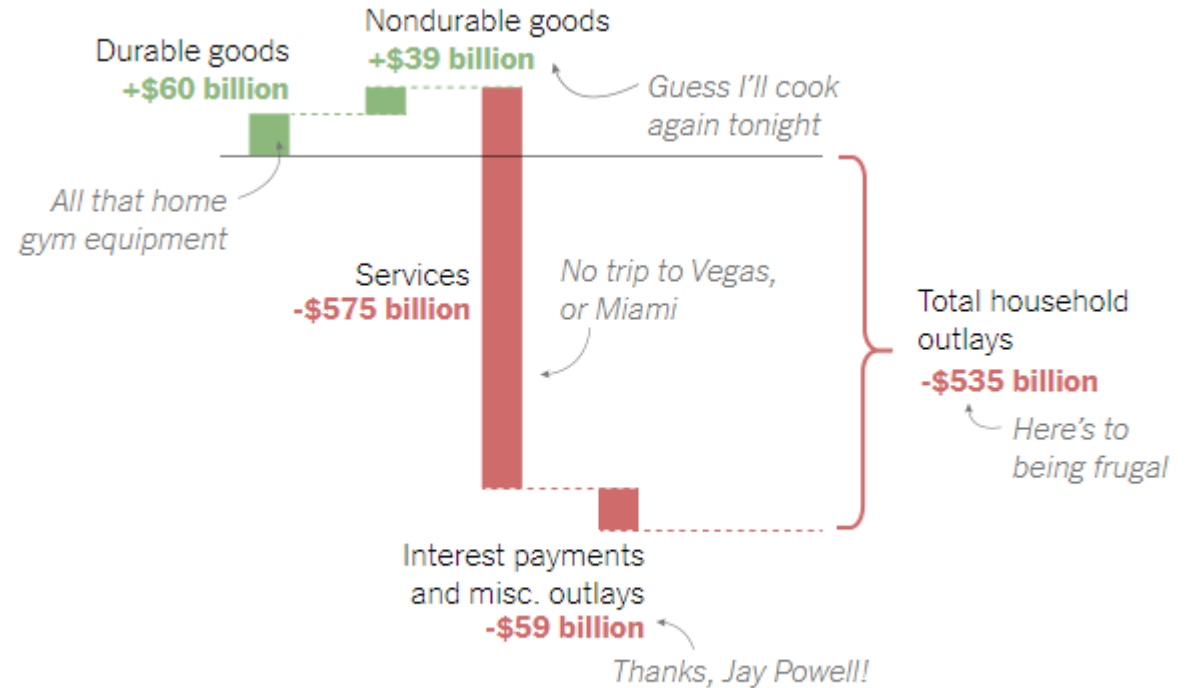 Nondurable goods
+$39 billion
Durable goods
+$60 billion
Guess I'll cook
again tonight
All that home
gym equipment
Services
-$575 billion
No trip to Vegas,
or Miami
Total household
outlays
-$535 billion
Here's to
being frugal
Interest payments
and misc. outlays
-$59 billion
Thanks, Jay Powell!